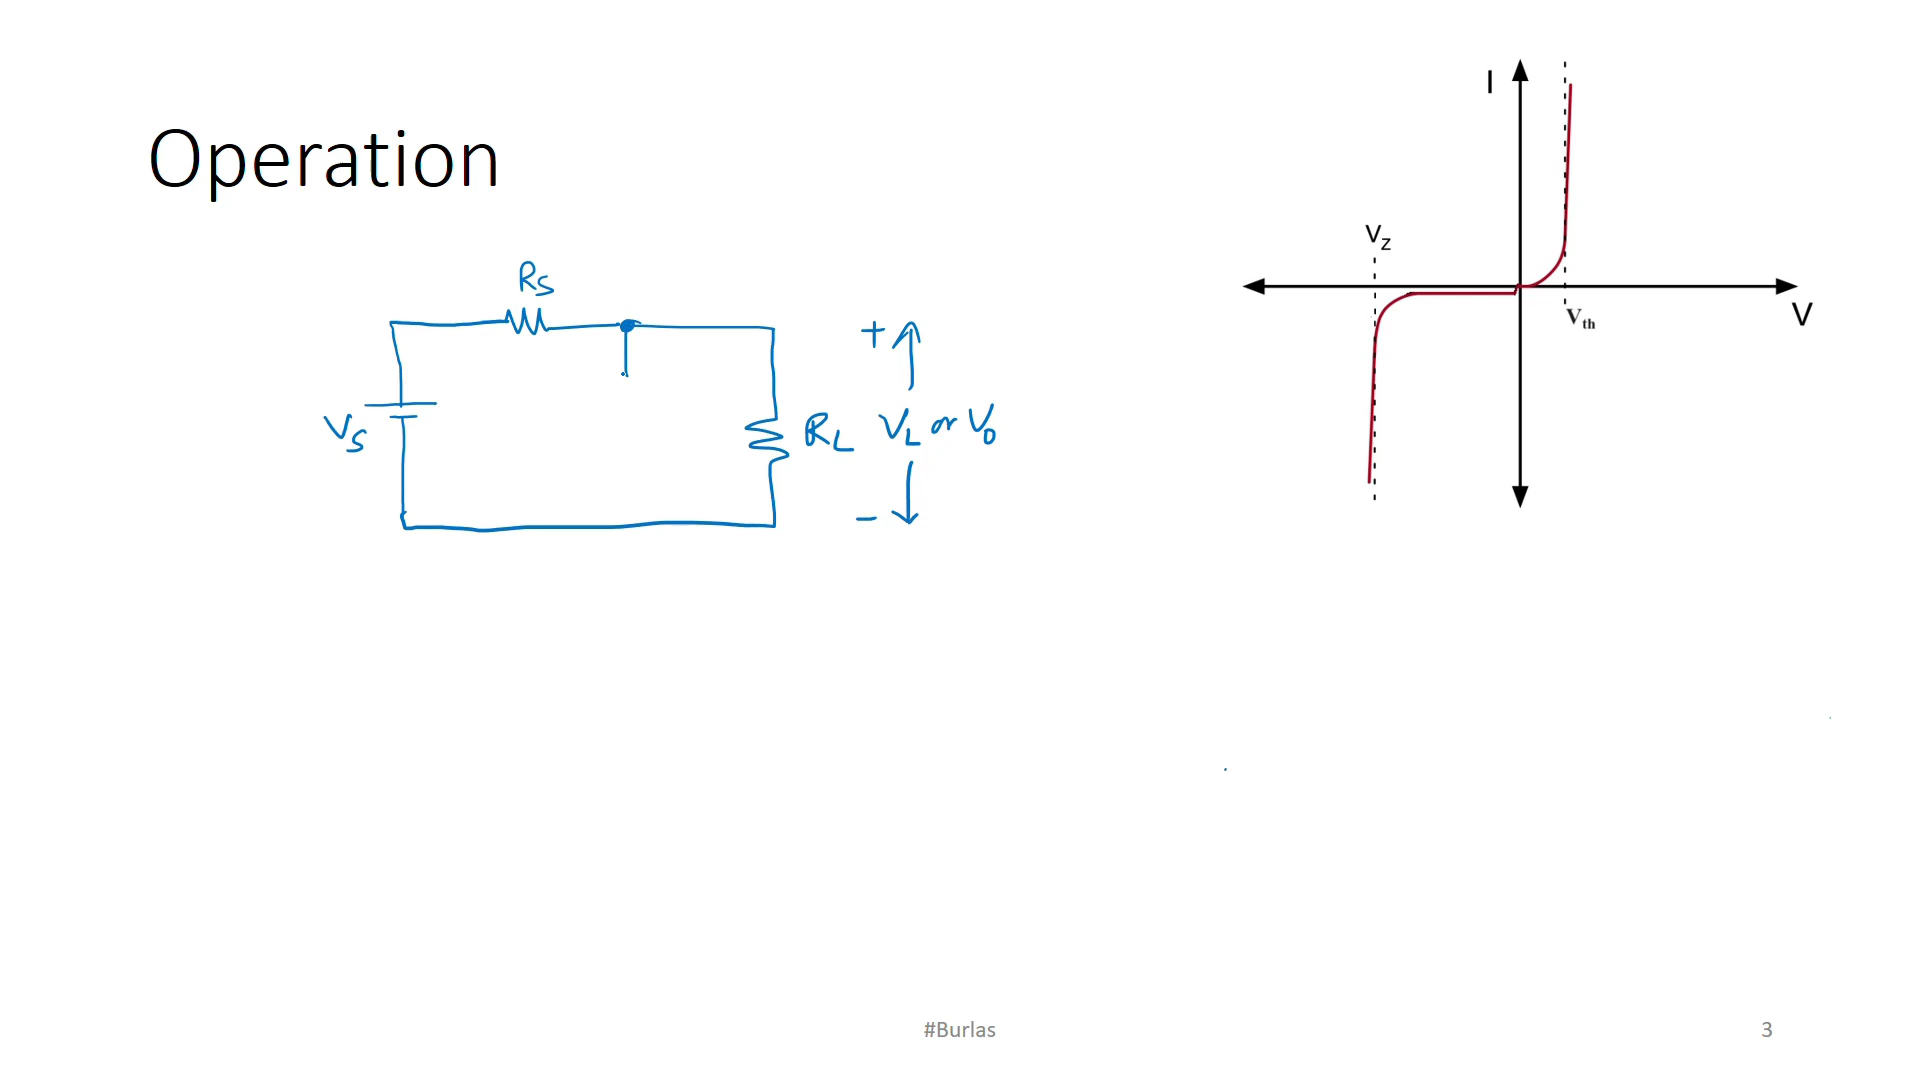 Operation
I
V
Vz
Vth
Rs
Vs
RL
+
VL or Vo
-
#Burlas
3